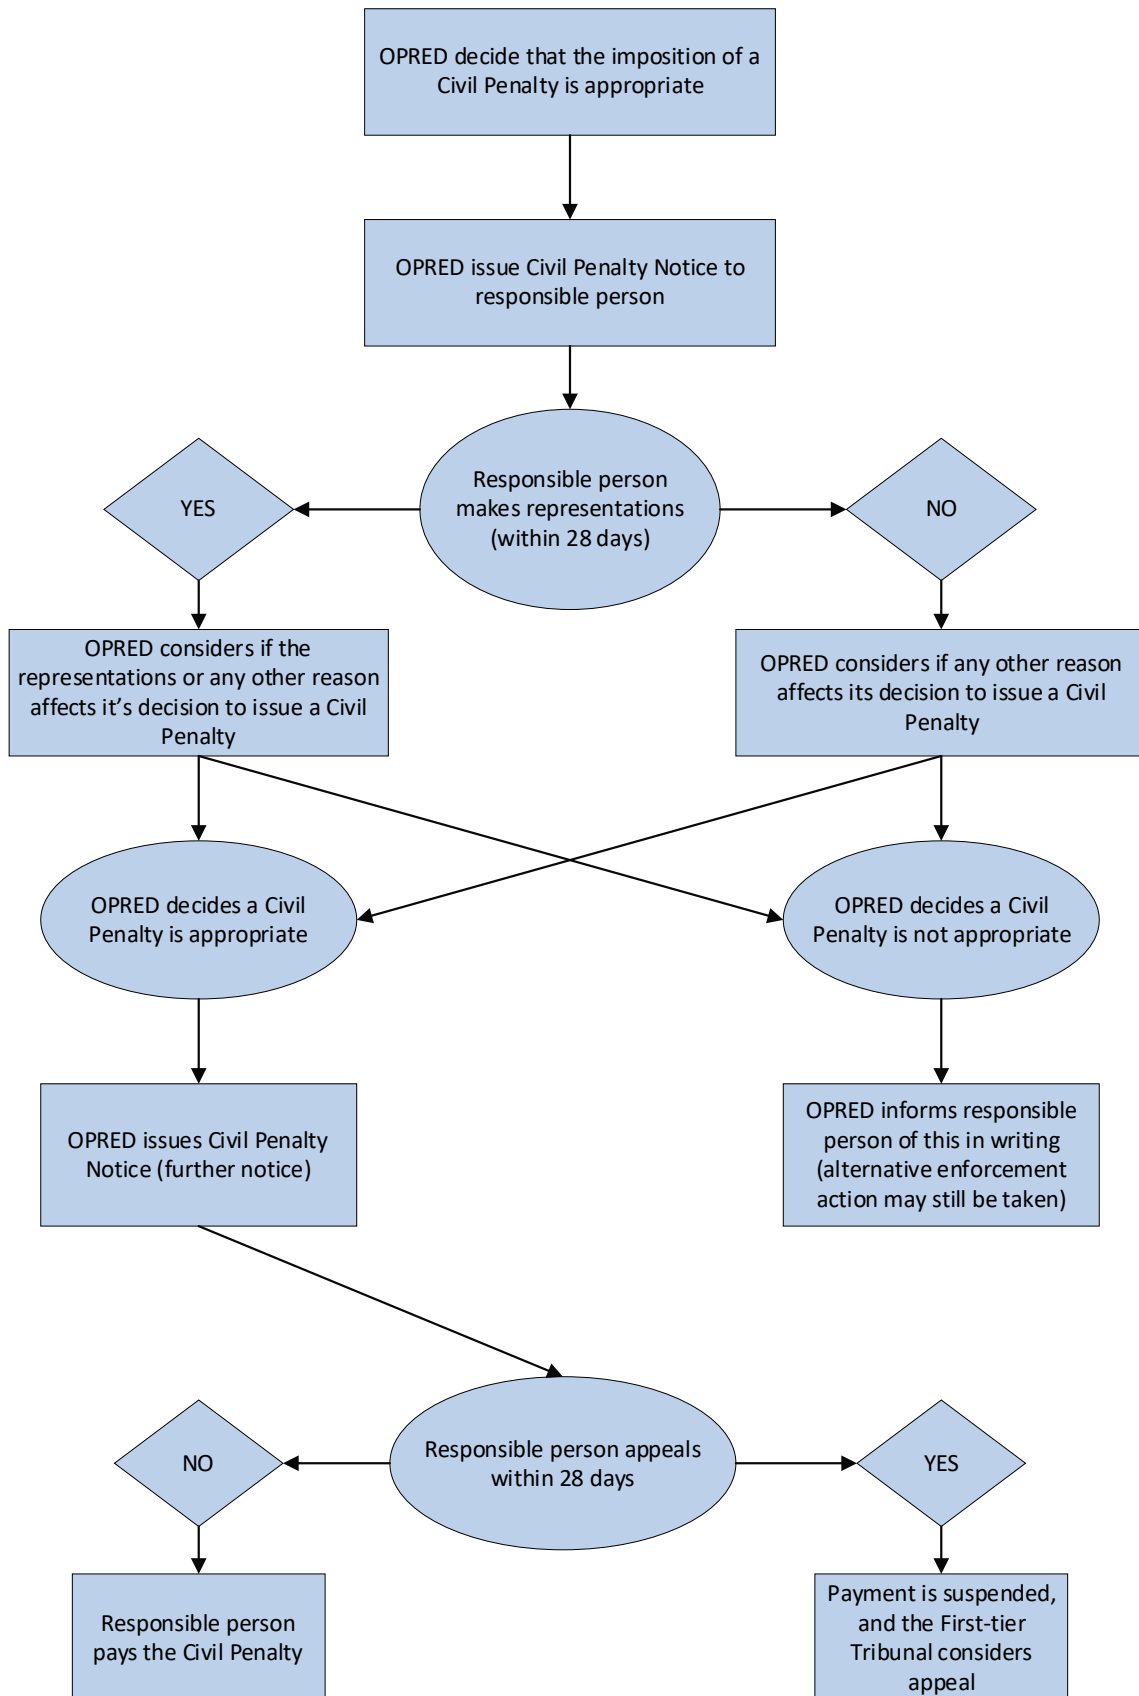 OPRED decide that the imposition of a
Civil Penalty is appropriate
OPRED issue Civil Penalty Notice to
responsible person
Responsible person
makes representations
(within 28 days)
YES
NO
OPRED considers if the
representations or any other reason
affects it’s decision to issue a Civil
Penalty
OPRED considers if any other reason
affects its decision to issue a Civil
Penalty
OPRED decides a Civil
Penalty is appropriate
OPRED decides a Civil
Penalty is not appropriate
OPRED issues Civil Penalty
Notice (further notice)
OPRED informs responsible
person of this in writing
(alternative enforcement
action may still be taken)
Responsible person appeals
within 28 days
NO
YES
Responsible person
pays the Civil Penalty
Payment is suspended,
and the First-tier
Tribunal considers
appeal